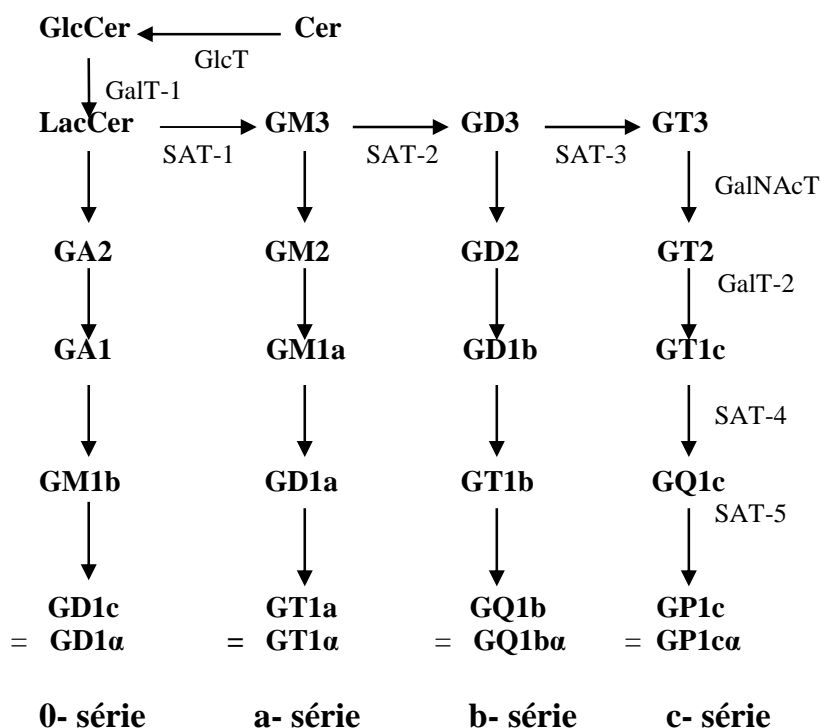 GlcCer Cer
GlcT
GalT-1
LacCer GM3 GD3 GT3
SAT-1 SAT-2 SAT-3
GalNAcT
GA2 GM2 GD2 GT2
GalT-2
GA1 GM1a GD1b GT1c
SAT-4
GM1b GD1a GT1b GQ1c
SAT-5
GD1c GT1a GQ1b GP1c
= GD1α = GT1α = GQ1bα = GP1cα
0- série a- série b- série c- série